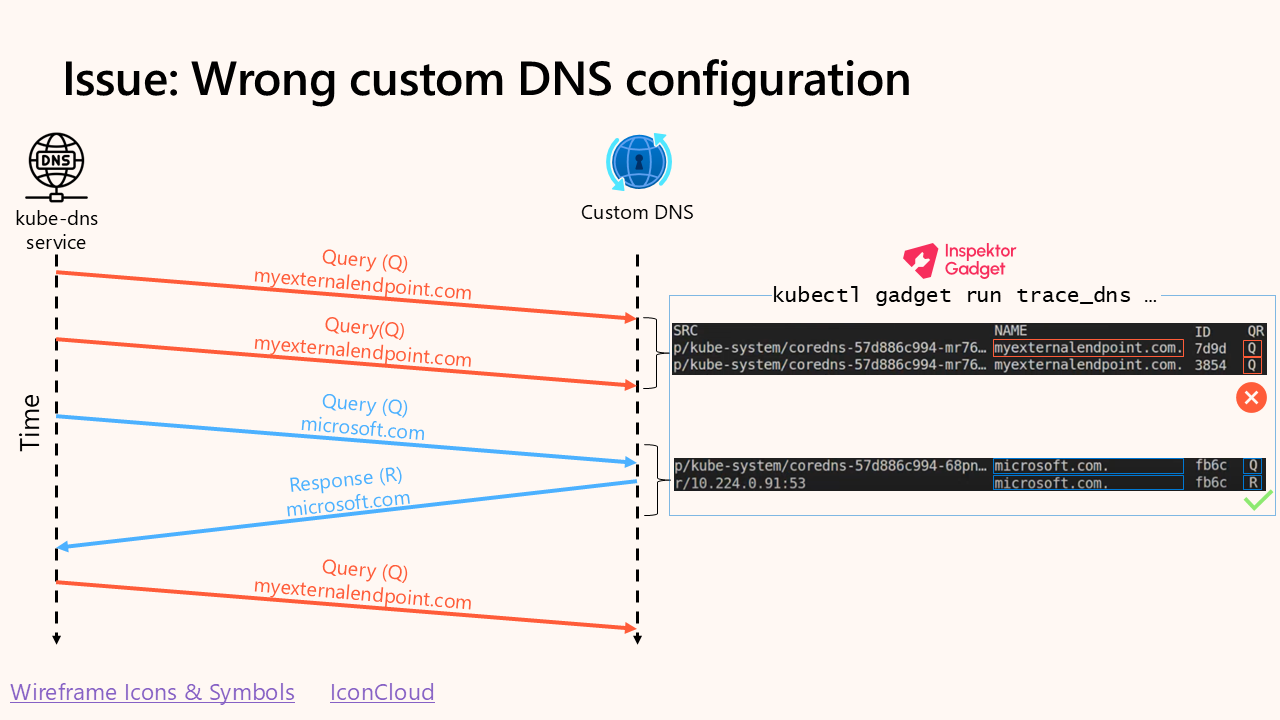 Issue: Wrong custom DNS configuration
DNS
kube-dns
service
Custom DNS
Query (Q)
myexternalendpoint.com
Query(Q)
myexternalendpoint.com
Query (Q)
microsoft.com
Response (R)
microsoft.com
Query (Q)
myexternalendpoint.com
Time
Inspektor
Gadget
kubectl gadget run trace_dns …
SRC NAME ID QR
p/kube-system/coredns-57d886c994-mr76… myexternalendpoint.com. 7d9d Q
p/kube-system/coredns-57d886c994-mr76… myexternalendpoint.com. 3854 Q
p/kube-system/coredns-57d886c994-68pn… microsoft.com. fb6c Q
r/10.224.0.91:53 microsoft.com. fb6c R
Wireframe Icons & Symbols IconCloud